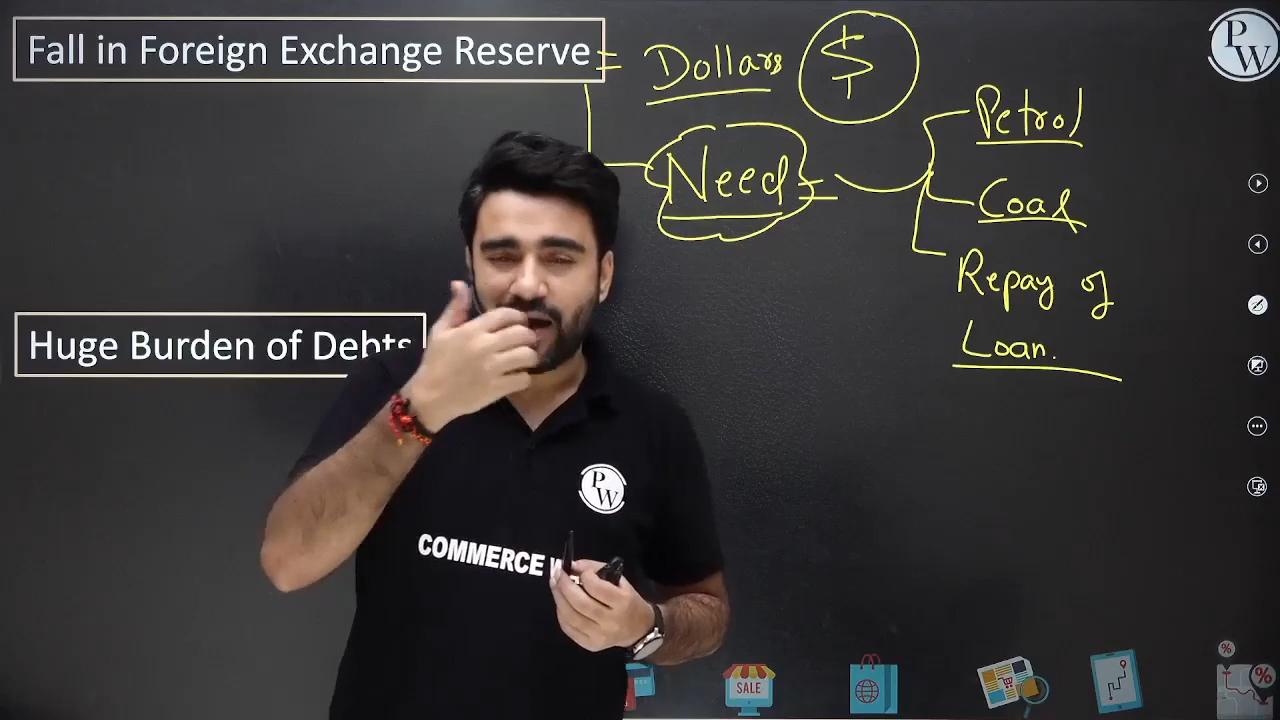 Fall in Foreign Exchange Reserve = Dollars $
PW
Need =
Petrol
Coal
Repay of
Loan.
Huge Burden of Debts
PW
COMMERCE W
SALE
%
%